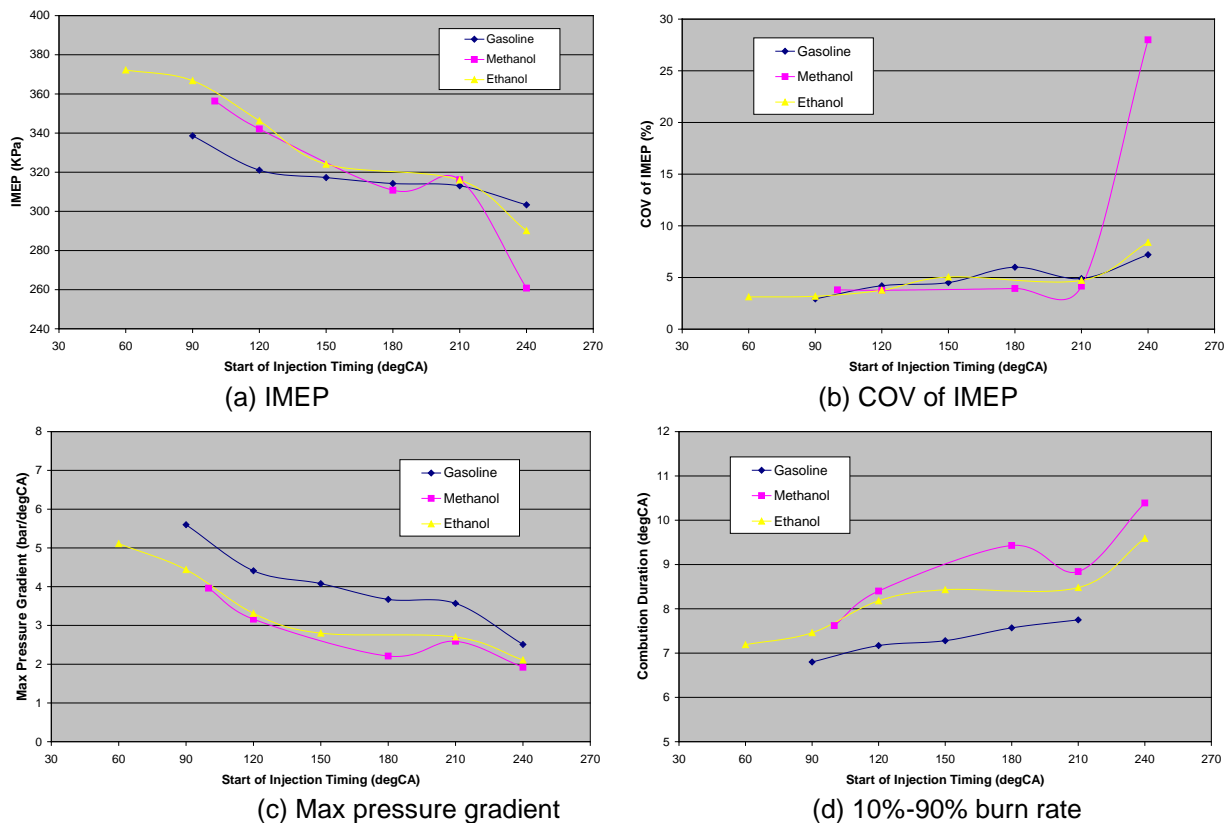 400
380
360
340
320
300
280
260
240
IMEP (KPa)
Gasoline
Methanol
Ethanol
30 60 90 120 150 180 210 240 270
Start of Injection Timing (degCA)
(a) IMEP
30
25
20
15
10
5
0
COV of IMEP (%)
Gasoline
Methanol
Ethanol
30 60 90 120 150 180 210 240 270
Start of Injection Timing (degCA)
(b) COV of IMEP
8
7
6
5
4
3
2
1
0
Max Pressure Gradient (bar/degCA)
Gasoline
Methanol
Ethanol
30 60 90 120 150 180 210 240 270
Start of Injection Timing (degCA)
(c) Max pressure gradient
12
11
10
9
8
7
6
5
Combution Duration (degCA)
Gasoline
Methanol
Ethanol
30 60 90 120 150 180 210 240 270
Start of Injection Timing (degCA)
(d) 10%-90% burn rate